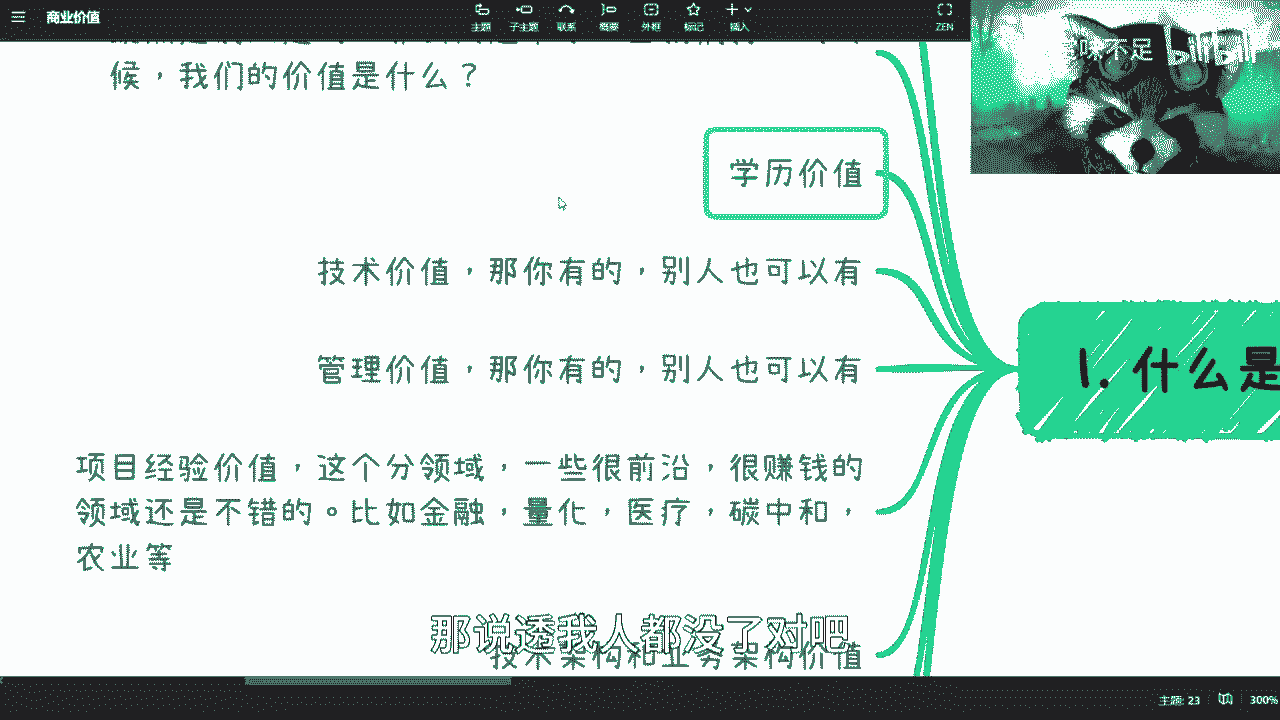 商业价值
主题 子主题 联系 概要 外框 标记 插入 ZEN
候，我们的价值是什么？
学历价值
技术价值，那你有的，别人也可以有
管理价值，那你有的，别人也可以有
项目经验价值，这个分领域，一些很前沿，很赚钱的
领域还是不错的。比如金融，量化，医疗，碳中和，
农业等
技术架构和业务架构价值
1. 什么是
那说透我人都没了对吧
不足 bilibili
主题: 23 300%